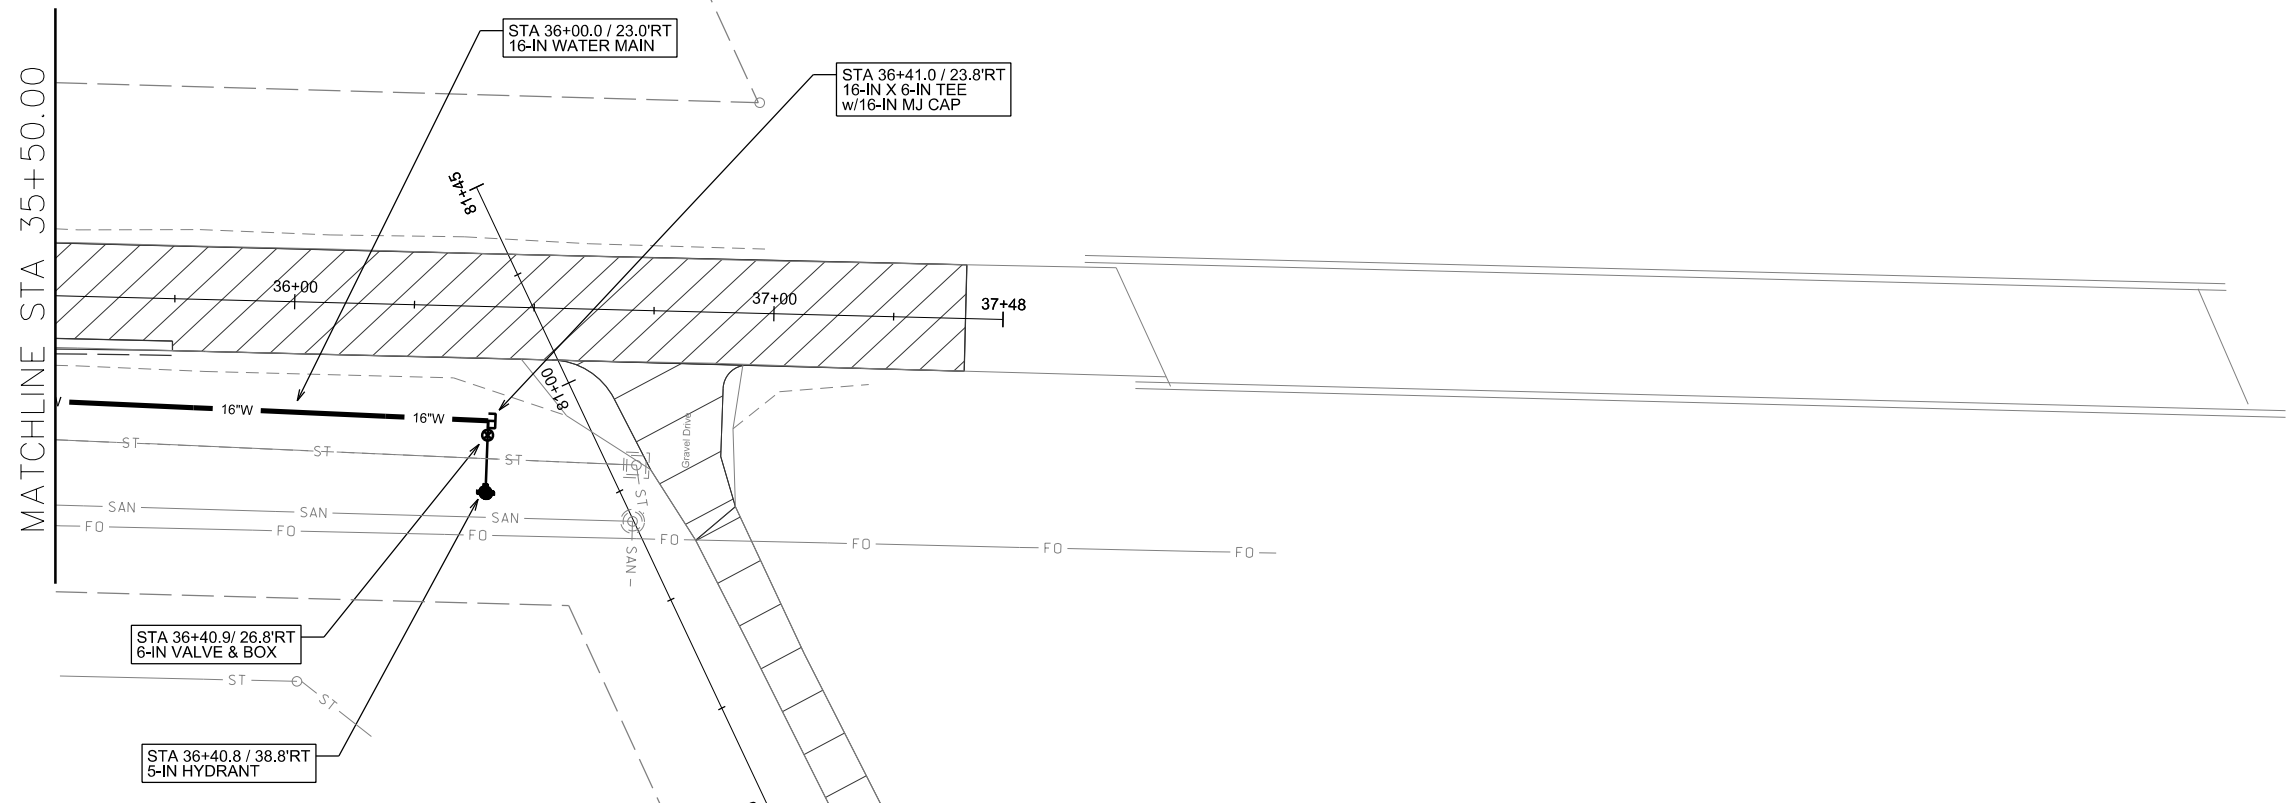 STA 36+00.0 / 23.0'RT
16-IN WATER MAIN
STA 36+41.0 / 23.8'RT
16-IN X 6-IN TEE
w/16-IN MJ CAP
MATCHLINE STA 35+50.000
81+45
36+00
37+00
37+48
81+00
16"W
16"W
Gravel Drive
ST
ST
ST
ST
SAN
SAN
SAN
SAN
FO
FO
FO
FO
FO
FO
FO
STA 36+40.9/ 26.8'RT
6-IN VALVE & BOX
ST
ST
STA 36+40.8 / 38.8'RT
5-IN HYDRANT